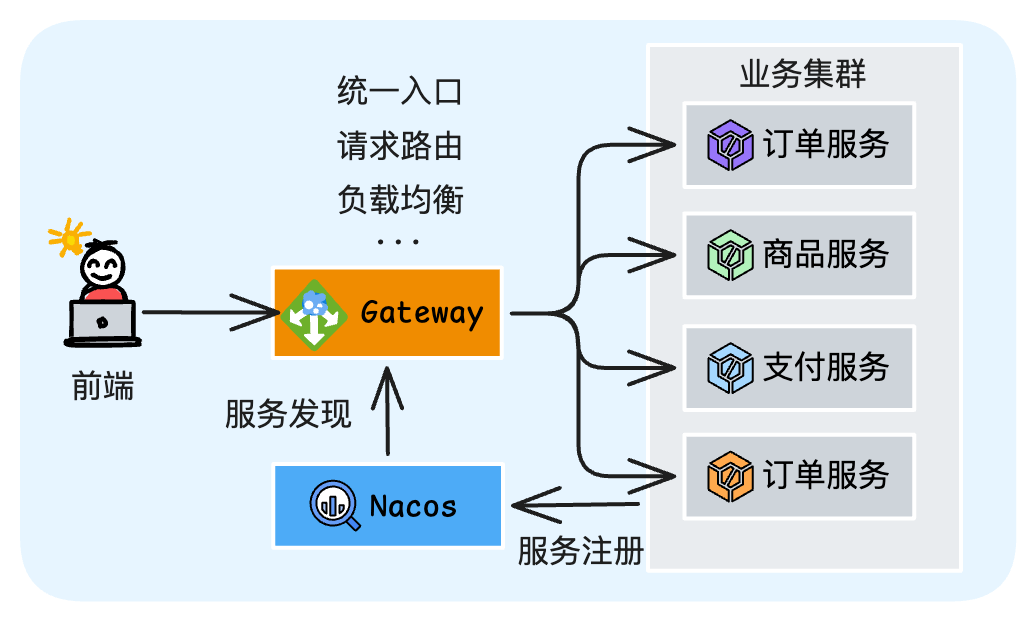 统一入口
请求路由
负载均衡
...
前端
Gateway
服务发现
Nacos
服务注册
业务集群
订单服务
商品服务
支付服务
订单服务